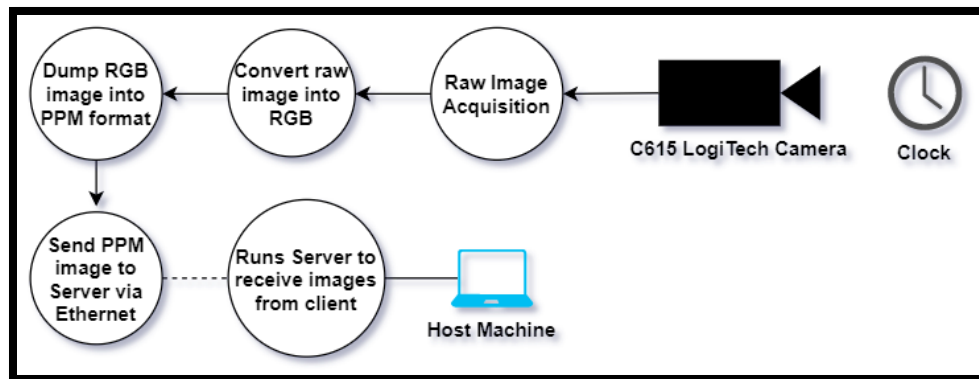 Dump RGB
image into
PPM format
Convert raw
image into
RGB
Raw Image
Acquisition
C615 LogiTech Camera
Clock
Send PPM
image to
Server via
Ethernet
Runs Server to
receive images
from client
Host Machine